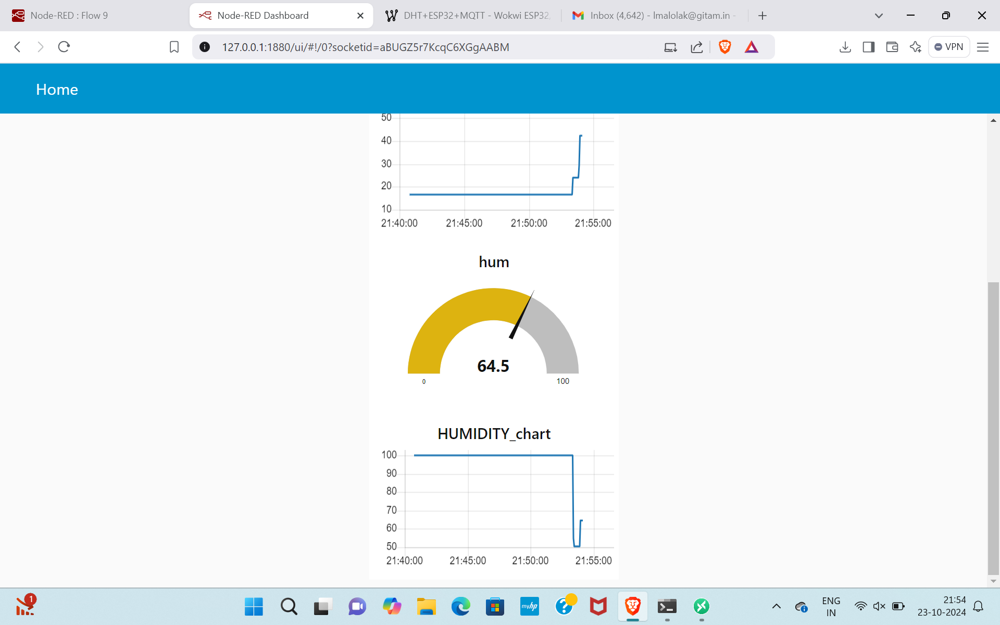 Node-RED : Flow 9
Node-RED Dashboard
DHT+ESP32+MQTT - Wokwi ESP32,
Inbox (4,642) - lmalolak@gitam.in -
127.0.0.1:1880/ui/#!/0?socketid=aBUGZ5r7KcqC6XGgAABM
VPN
Home
50
40
30
20
10
21:40:00 21:45:00 21:50:00 21:55:00
hum
64.5
0 100
HUMIDITY_chart
100
90
80
70
60
50
21:40:00 21:45:00 21:50:00 21:55:00
1
myhp
ENG
IN
21:54
23-10-2024